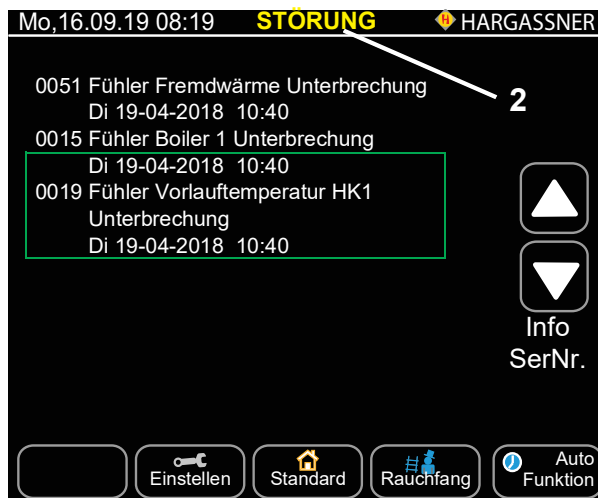 Mo,16.09.19 08:19 STÖRUNG HARGASSNER
0051 Fühler Fremdwärme Unterbrechung
Di 19-04-2018 10:40
2
0015 Fühler Boiler 1 Unterbrechung
Di 19-04-2018 10:40
0019 Fühler Vorlauftemperatur HK1
Unterbrechung
Di 19-04-2018 10:40
Info
SerNr.
Einstellen
Standard
Rauchfang
Auto
Funktion